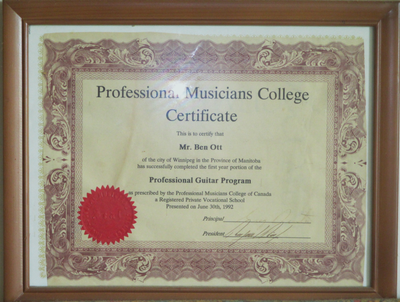 Professional Musicians College
Certificate
This is to certify that
Mr. Ben Ott
of the city of Winnipeg in the Province of Manitoba
has successfully completed the first year portion of the
Professional Guitar Program
as prescribed by the Professional Musicians College of Canada
a Registered Private Vocational School
Presented on June 30th, 1992
Principal
President